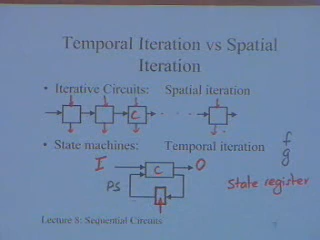 Temporal Iteration vs Spatial
Iteration
• Iterative Circuits: Spatial iteration
C
• State machines: Temporal iteration
f
g
I
C
O
PS
State register
Lecture 8: Sequential Circuits